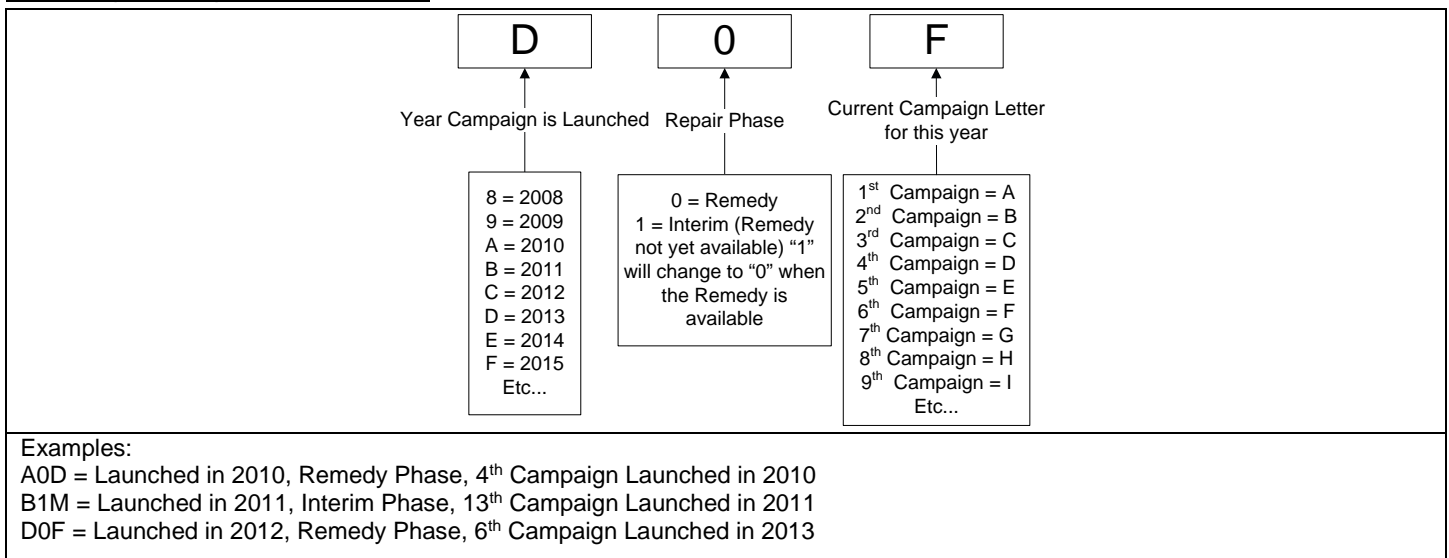 D 0 F
Year Campaign is Launched Repair Phase Current Campaign Letter
for this year
8 = 2008
9 = 2009
A = 2010
B = 2011
C = 2012
D = 2013
E = 2014
F = 2015
Etc...
0 = Remedy
1 = Interim (Remedy
not yet available) “1”
will change to “0” when
the Remedy is
available
1st Campaign = A
2nd Campaign = B
3rd Campaign = C
4th Campaign = D
5th Campaign = E
6th Campaign = F
7th Campaign = G
8th Campaign = H
9th Campaign = I
Etc...
Examples:
A0D = Launched in 2010, Remedy Phase, 4th Campaign Launched in 2010
B1M = Launched in 2011, Interim Phase, 13th Campaign Launched in 2011
D0F = Launched in 2012, Remedy Phase, 6th Campaign Launched in 2013